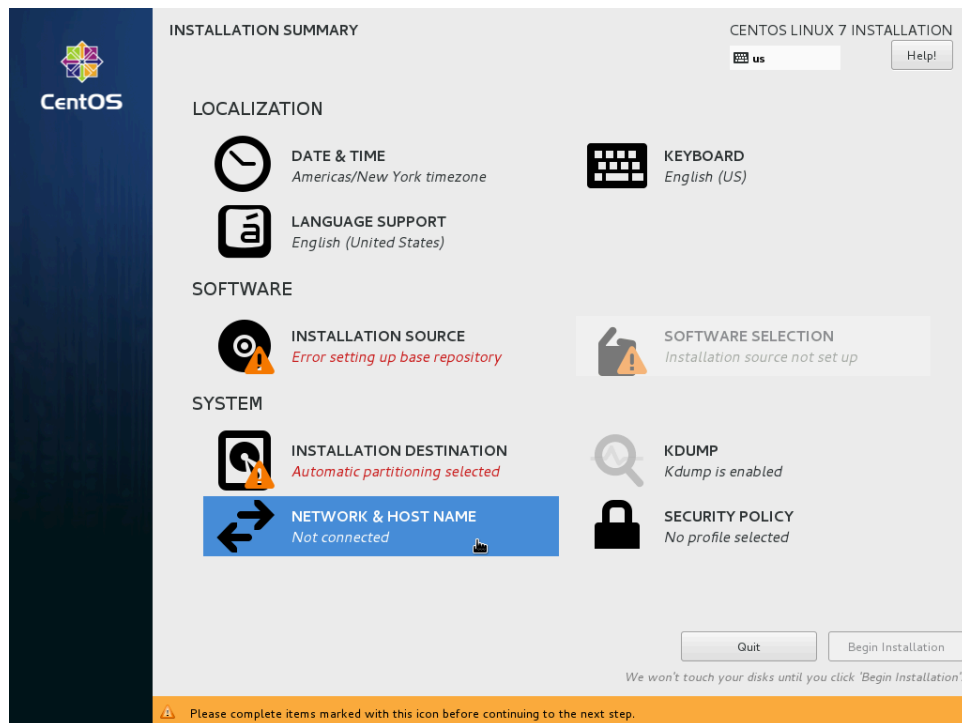 INSTALLATION SUMMARY
CENTOS LINUX 7 INSTALLATION
us
Help!
CentOS
LOCALIZATION
DATE & TIME
Americas/New York timezone
KEYBOARD
English (US)
á
LANGUAGE SUPPORT
English (United States)
SOFTWARE
INSTALLATION SOURCE
Error setting up base repository
SOFTWARE SELECTION
Installation source not set up
SYSTEM
INSTALLATION DESTINATION
Automatic partitioning selected
KDUMP
Kdump is enabled
NETWORK & HOST NAME
Not connected
SECURITY POLICY
No profile selected
Quit
Begin Installation
We won't touch your disks until you click 'Begin Installation'.
Please complete items marked with this icon before continuing to the next step.